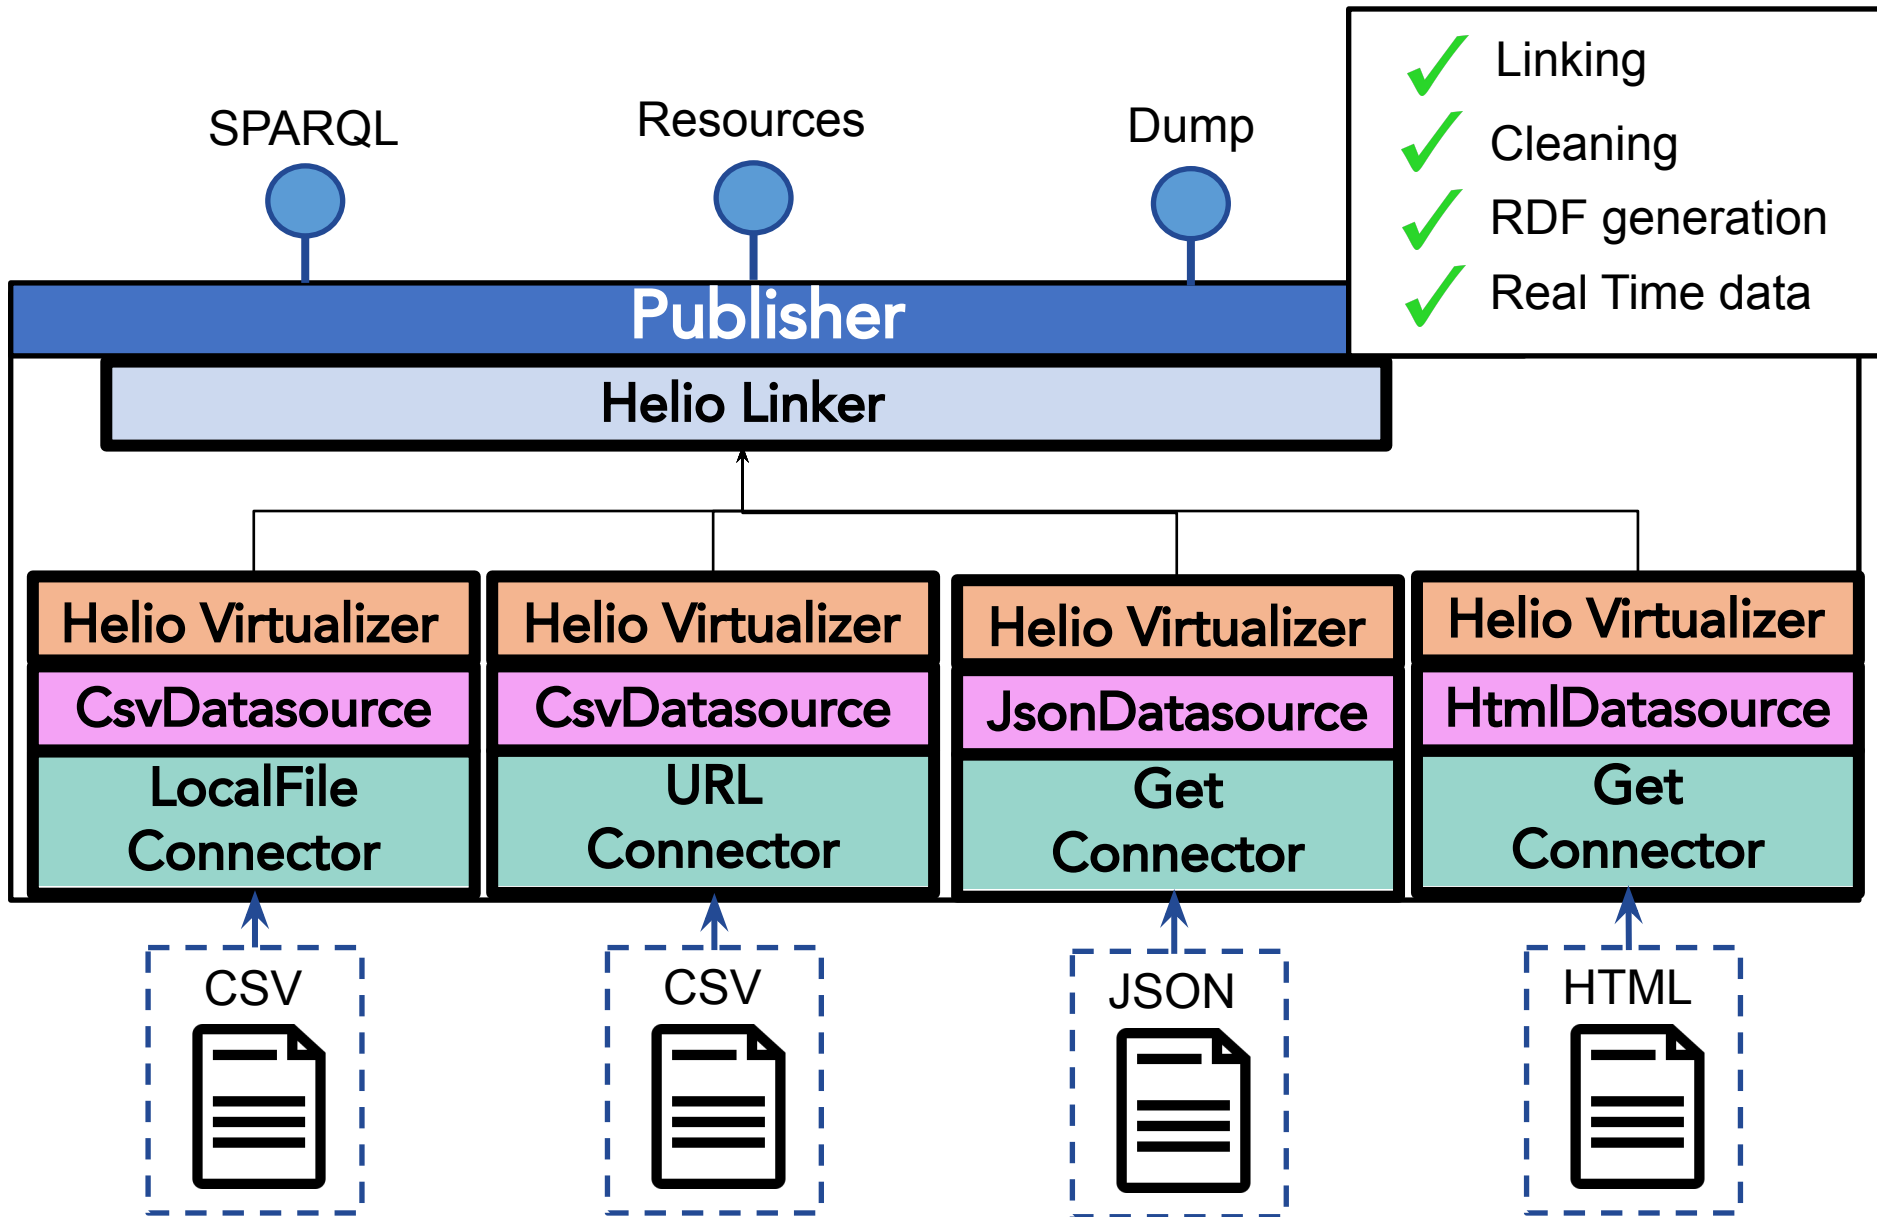 Linking
Cleaning
RDF generation
Real Time data
SPARQL
Resources
Dump
Publisher
Helio Linker
Helio Virtualizer
CsvDatasource
LocalFile
Connector
Helio Virtualizer
CsvDatasource
URL
Connector
Helio Virtualizer
JsonDatasource
Get
Connector
Helio Virtualizer
HtmlDatasource
Get
Connector
CSV
CSV
JSON
HTML